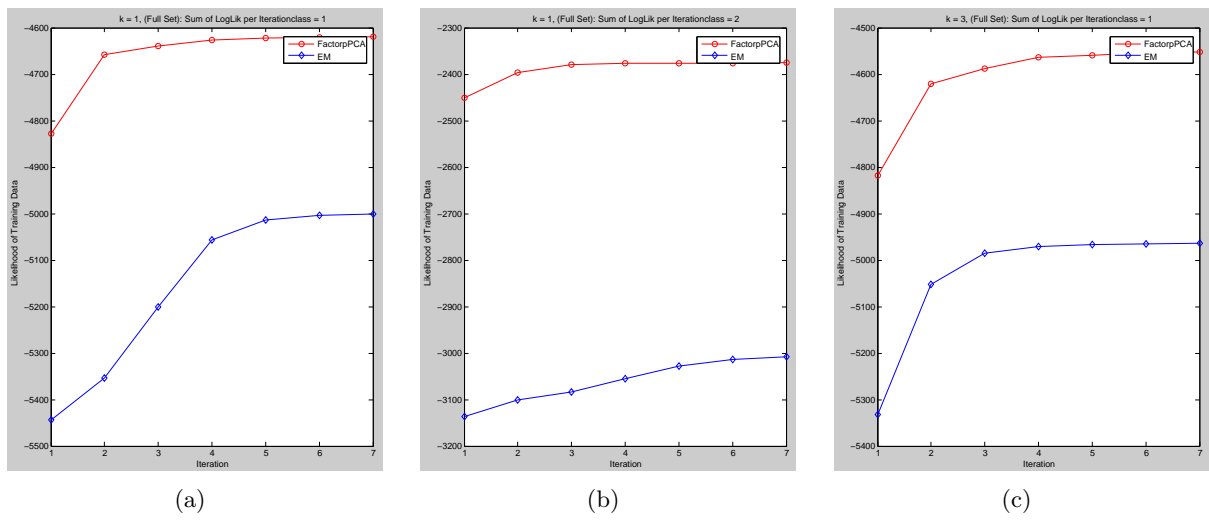 k = 1, (Full Set): Sum of LogLik per Iterationclass = 1
−4600
−4700
−4800
−4900
−5000
−5100
−5200
−5300
−5400
−5500
Likelihood of Training Data
1 2 3 4 5 6 7
Iteration
FactorpPCA
EM
(a)
k = 1, (Full Set): Sum of LogLik per Iterationclass = 2
−2300
−2400
−2500
−2600
−2700
−2800
−2900
−3000
−3100
−3200
Likelihood of Training Data
1 2 3 4 5 6 7
Iteration
FactorpPCA
EM
(b)
k = 3, (Full Set): Sum of LogLik per Iterationclass = 1
−4500
−4600
−4700
−4800
−4900
−5000
−5100
−5200
−5300
−5400
Likelihood of Training Data
1 2 3 4 5 6 7
Iteration
FactorpPCA
EM
(c)